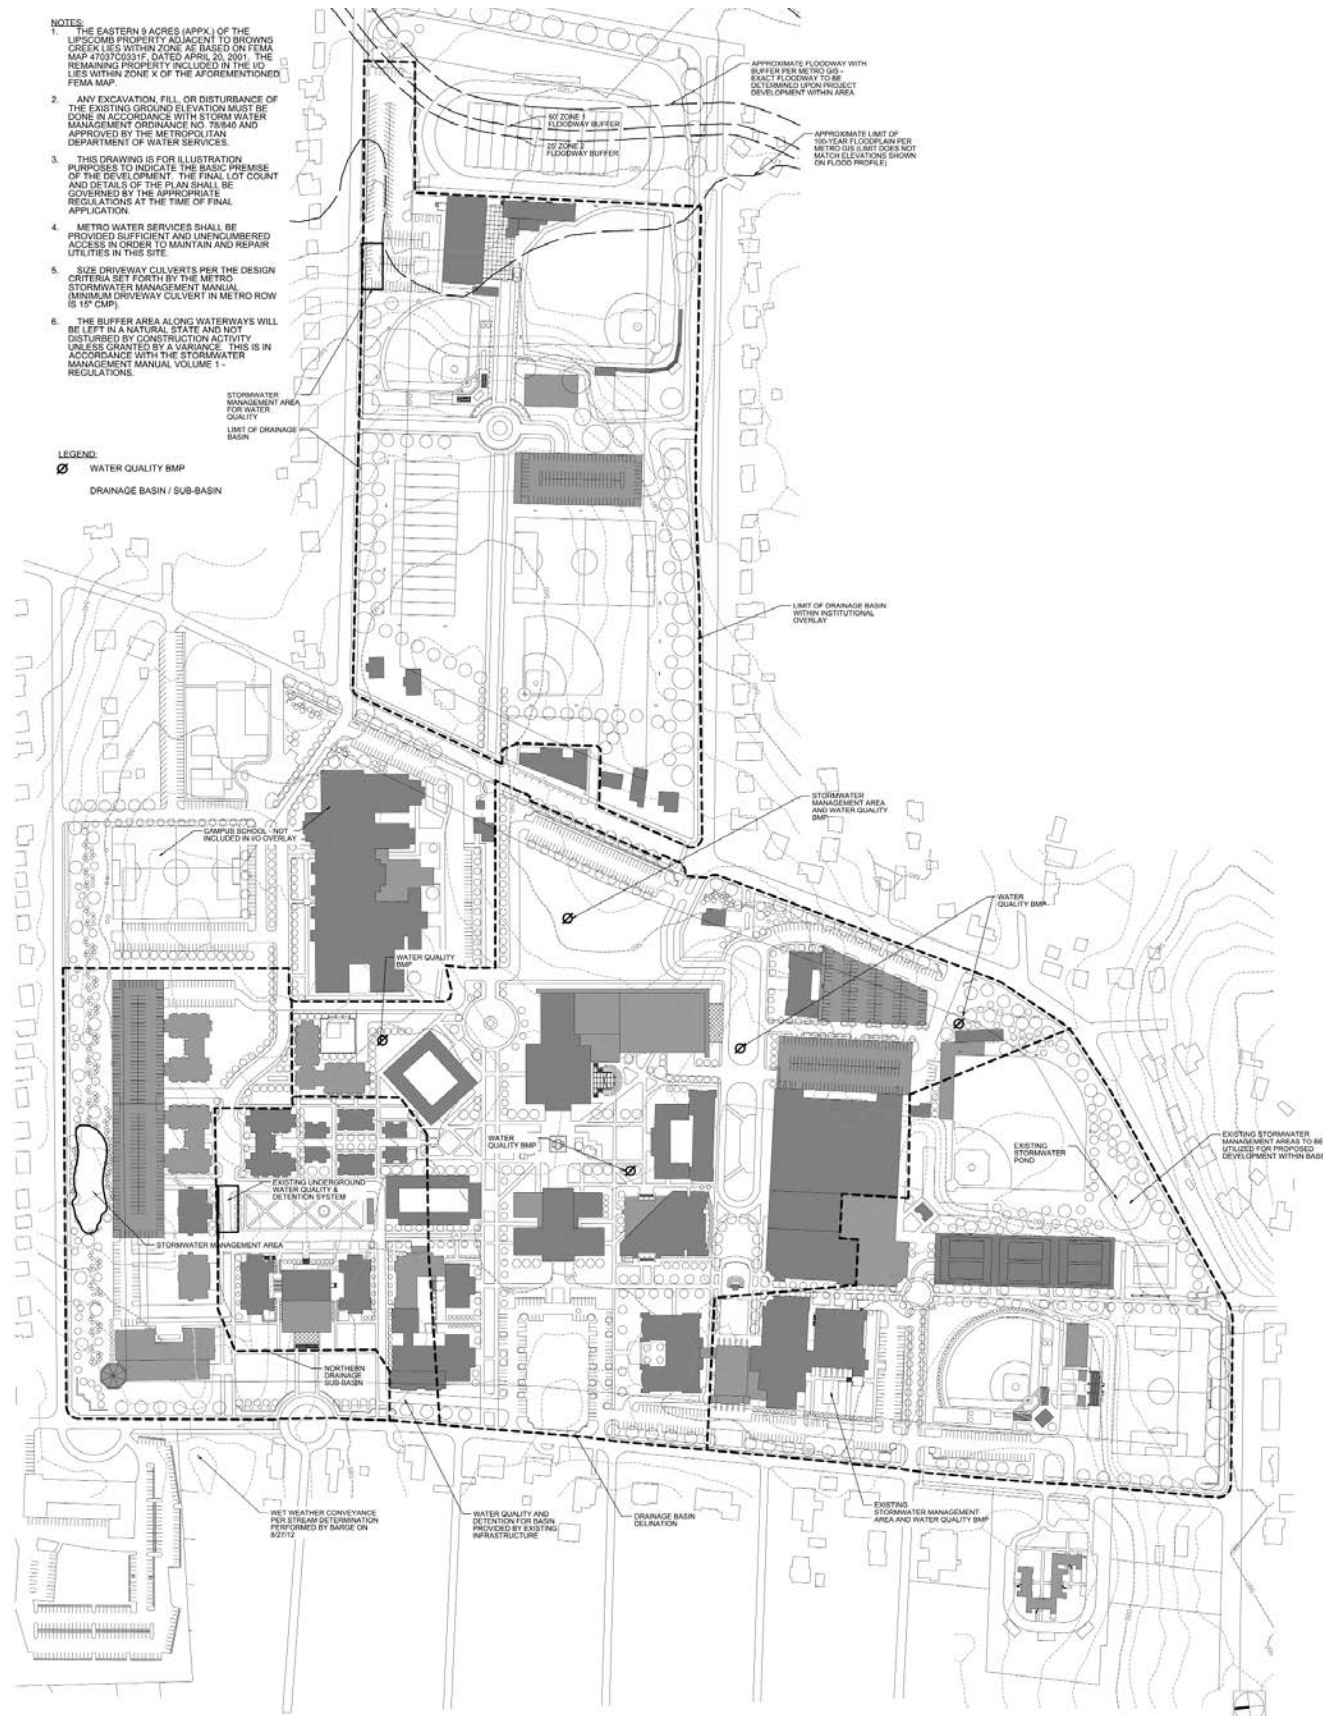 NOTES:
1. THE EASTERN 9 ACRES (APPX.) OF THE
LIPSCOMB PROPERTY ADJACENT TO BROWNS
CREEK LIES WITHIN ZONE AE BASED ON FEMA
MAP 47037C0331F, DATED APRIL 20, 2001. THE
REMAINING PROPERTY INCLUDED IN THE I/O
LIES WITHIN ZONE X OF THE AFOREMENTIONED
FEMA MAP.
2. ANY EXCAVATION, FILL, OR DISTURBANCE OF
THE EXISTING GROUND ELEVATION MUST BE
DONE IN ACCORDANCE WITH STORM WATER
MANAGEMENT ORDINANCE NO. 78/840 AND
APPROVED BY THE METROPOLITAN
DEPARTMENT OF WATER SERVICES.
3. THIS DRAWING IS FOR ILLUSTRATION
PURPOSES TO INDICATE THE BASIC PREMISE
OF THE DEVELOPMENT. THE FINAL LOT COUNT
AND DETAILS OF THE PLAN SHALL BE
GOVERNED BY THE APPROPRIATE
REGULATIONS AT THE TIME OF FINAL
APPLICATION.
4. METRO WATER SERVICES SHALL BE
PROVIDED SUFFICIENT AND UNENCUMBERED
ACCESS IN ORDER TO MAINTAIN AND REPAIR
UTILITIES IN THIS SITE.
5. SIZE DRIVEWAY CULVERTS PER THE DESIGN
CRITERIA SET FORTH BY THE METRO
STORMWATER MANAGEMENT MANUAL
(MINIMUM DRIVEWAY CULVERT IN METRO ROW
IS 15" CMP).
6. THE BUFFER AREA ALONG WATERWAYS WILL
BE LEFT IN A NATURAL STATE AND NOT
DISTURBED BY CONSTRUCTION ACTIVITY
UNLESS GRANTED BY A VARIANCE. THIS IS IN
ACCORDANCE WITH THE STORMWATER
MANAGEMENT MANUAL VOLUME 1 -
REGULATIONS.
APPROXIMATE FLOODWAY WITH
BUFFER PER METRO GIS -
EXACT FLOODWAY TO BE
DETERMINED UPON PROJECT
DEVELOPMENT WITHIN AREA
50' ZONE 1
FLOODWAY BUFFER
25' ZONE 2
FLOODWAY BUFFER
APPROXIMATE LIMIT OF
100-YEAR FLOODPLAIN PER
METRO GIS (LIMIT DOES NOT
MATCH ELEVATIONS SHOWN
ON FLOOD PROFILE)
STORMWATER
MANAGEMENT AREA
FOR WATER
QUALITY
LIMIT OF DRAINAGE
BASIN
LEGEND:
WATER QUALITY BMP
DRAINAGE BASIN / SUB-BASIN
LIMIT OF DRAINAGE BASIN
WITHIN INSTITUTIONAL
OVERLAY
STORMWATER
MANAGEMENT AREA
AND WATER QUALITY
BMP
CAMPUS SCHOOL - NOT
INCLUDED IN I/O OVERLAY
WATER
QUALITY BMP
WATER QUALITY
BMP
WATER
QUALITY BMP
EXISTING
STORMWATER
POND
EXISTING STORMWATER
MANAGEMENT AREAS TO BE
UTILIZED FOR PROPOSED
DEVELOPMENT WITHIN BASIN
EXISTING UNDERGROUND
WATER QUALITY &
DETENTION SYSTEM
STORMWATER MANAGEMENT AREA
NORTHERN
DRAINAGE
SUB-BASIN
WET WEATHER CONVEYANCE
PER STREAM DETERMINATION
PERFORMED BY BARGE ON
8/27/12
WATER QUALITY AND
DETENTION FOR BASIN
PROVIDED BY EXISTING
INFRASTRUCTURE
DRAINAGE BASIN
DELINATION
EXISTING
STORMWATER MANAGEMENT
AREA AND WATER QUALITY BMP